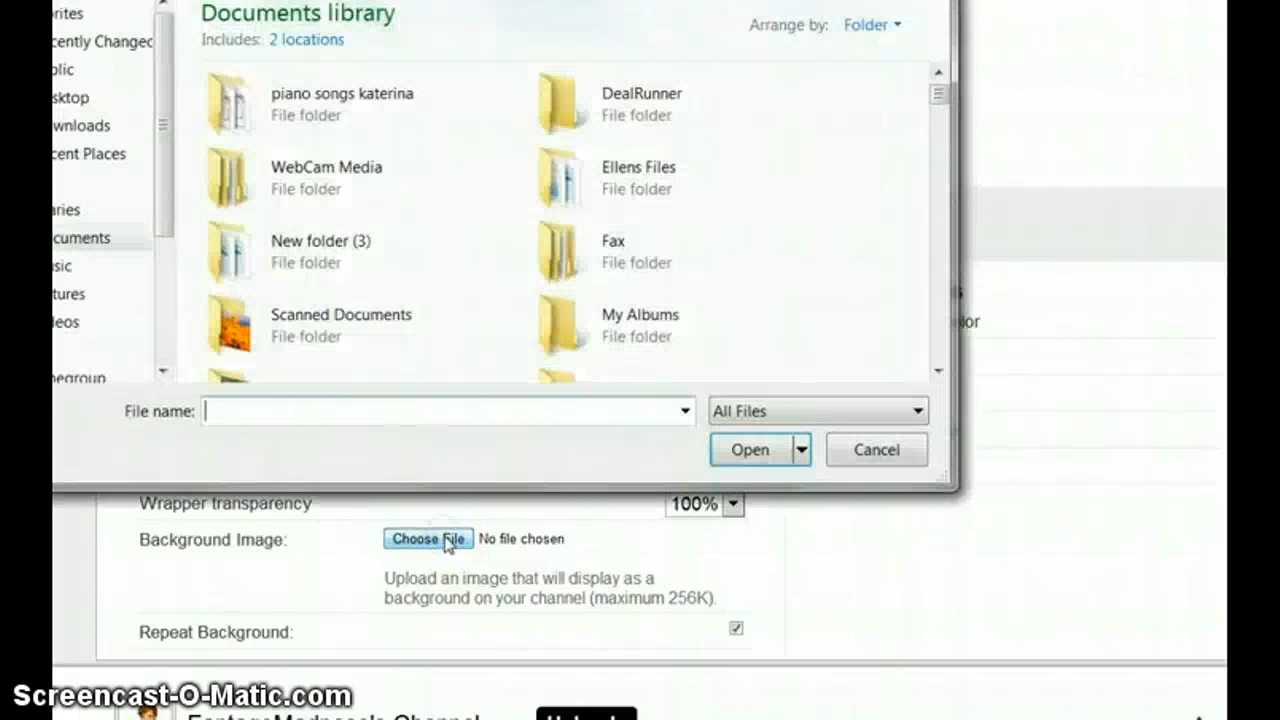 Documents library
Includes: 2 locations
Arrange by: Folder
piano songs katerina
File folder
DealRunner
File folder
WebCam Media
File folder
Ellens Files
File folder
New folder (3)
File folder
Fax
File folder
Scanned Documents
File folder
My Albums
File folder
rites
cently Changed
blic
sktop
wnloads
cent Places
aries
cuments
sic
tures
eos
megroup
File name:
All Files
Open
Cancel
Wrapper transparency
100%
Background Image:
Choose File
No file chosen
Upload an image that will display as a
background on your channel (maximum 256K).
Repeat Background:
Screencast-O-Matic.com